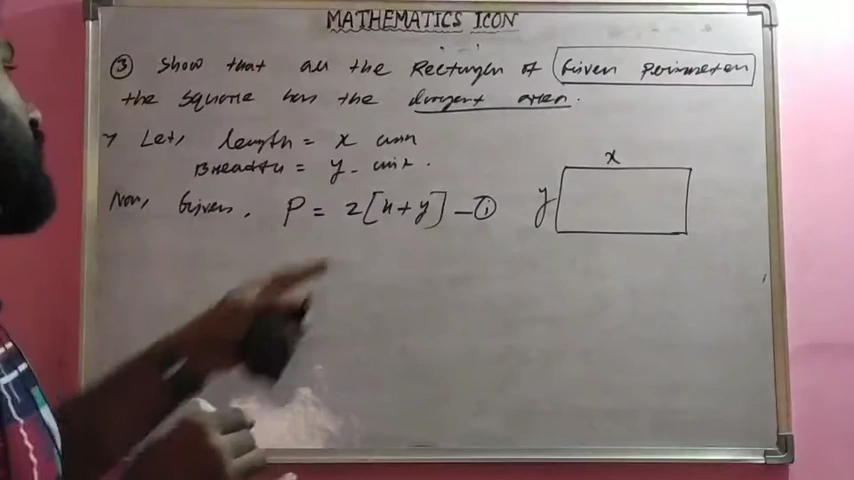 MATHEMATICS ICON
③ Show that all the Rectangles of Given Perimeter
the square has the largest area.
→ Let, length = x unit
Breadth = y - unit.
x
Now, Given, P = 2[x+y] - ①
y